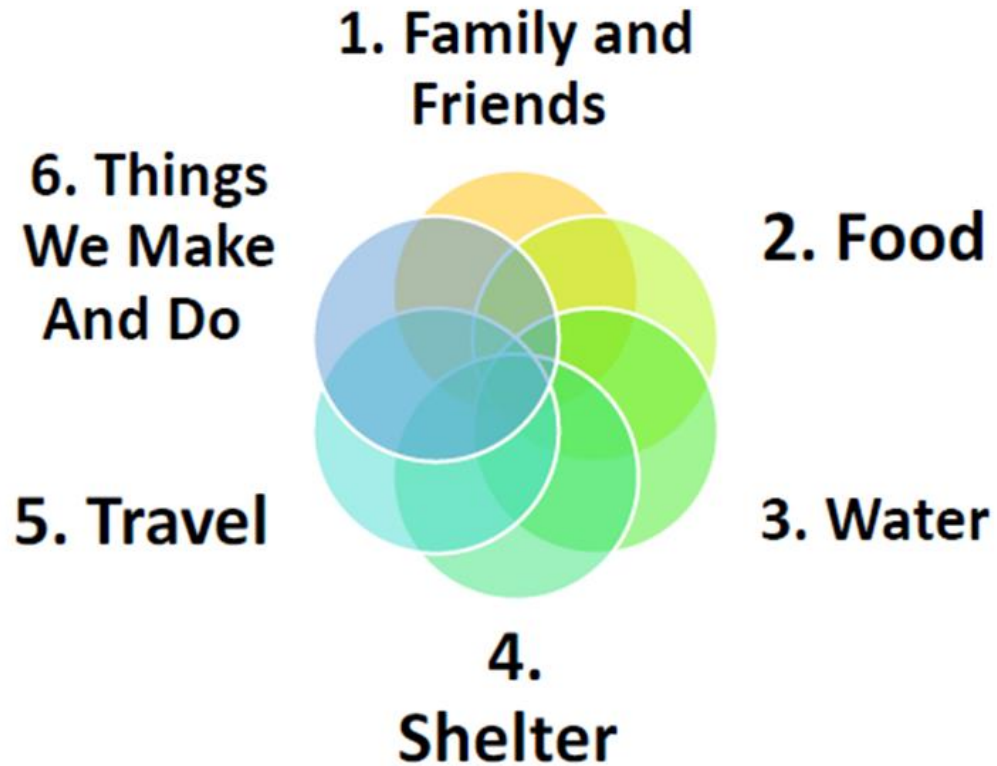 1. Family and
Friends
2. Food
3. Water
4.
Shelter
5. Travel
6. Things
We Make
And Do